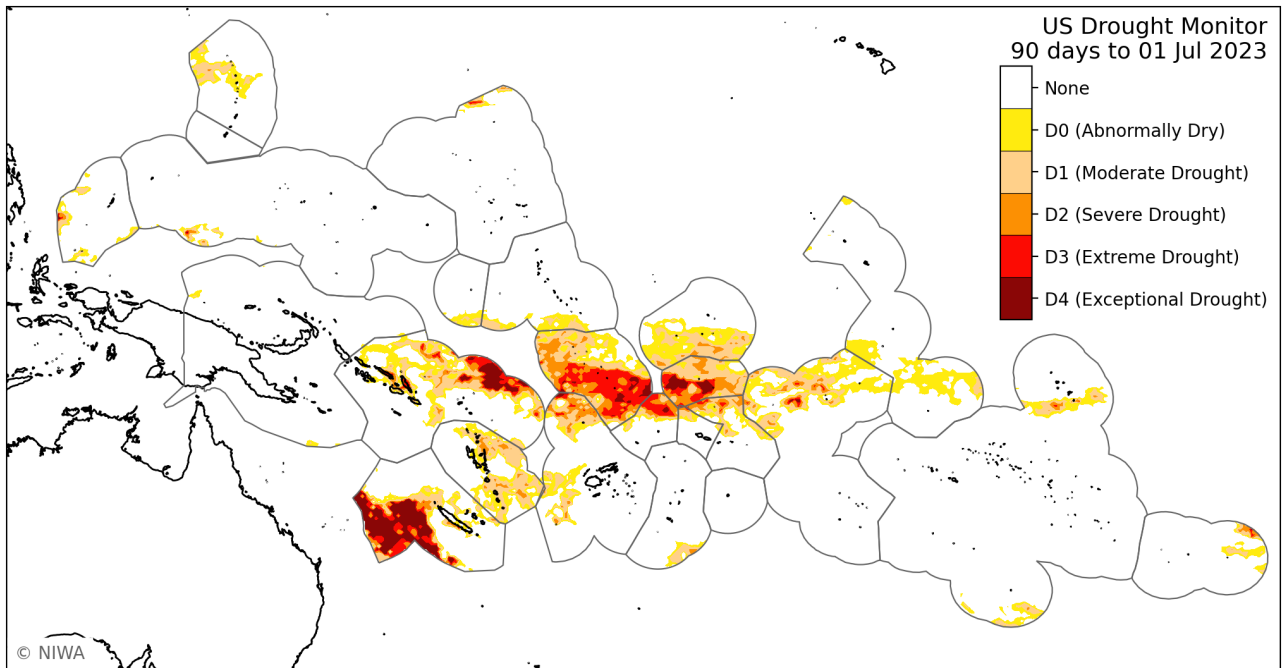 US Drought Monitor
90 days to 01 Jul 2023
None
D0 (Abnormally Dry)
D1 (Moderate Drought)
D2 (Severe Drought)
D3 (Extreme Drought)
D4 (Exceptional Drought)
© NIWA